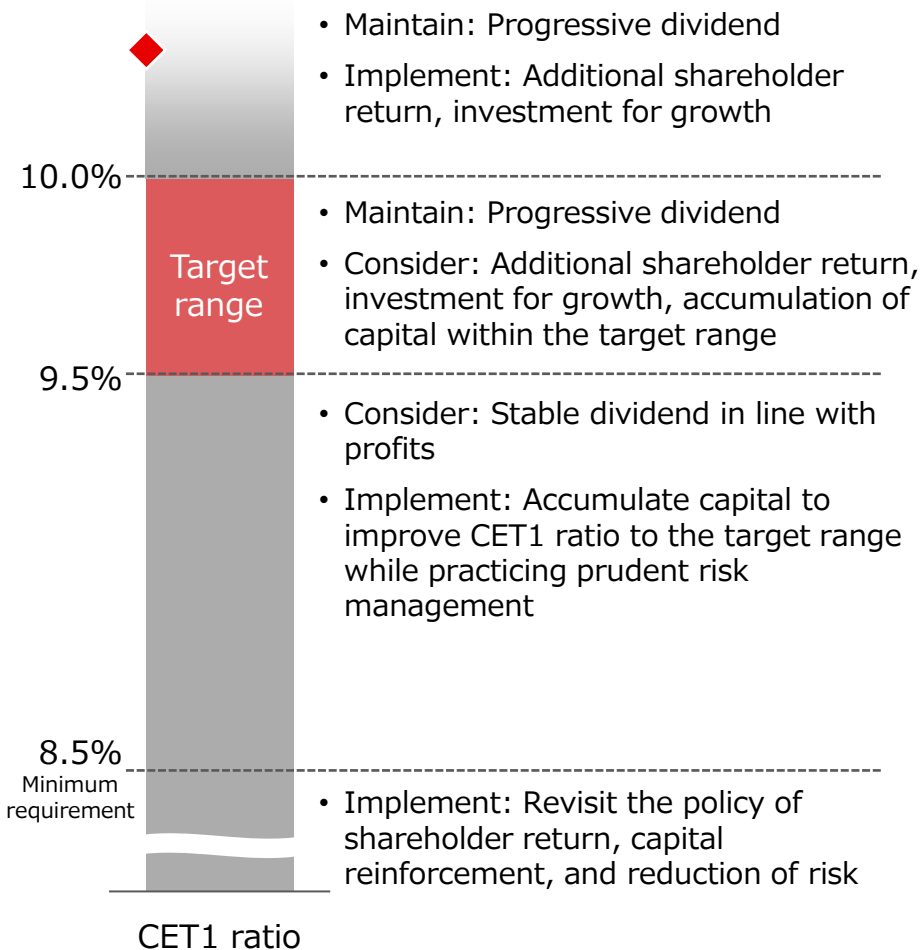 • Maintain: Progressive dividend
• Implement: Additional shareholder
return, investment for growth
10.0%
• Maintain: Progressive dividend
• Consider: Additional shareholder return,
investment for growth, accumulation of
capital within the target range
Target
range
9.5%
• Consider: Stable dividend in line with
profits
• Implement: Accumulate capital to
improve CET1 ratio to the target range
while practicing prudent risk
management
8.5%
Minimum
requirement
• Implement: Revisit the policy of
shareholder return, capital
reinforcement, and reduction of risk
CET1 ratio